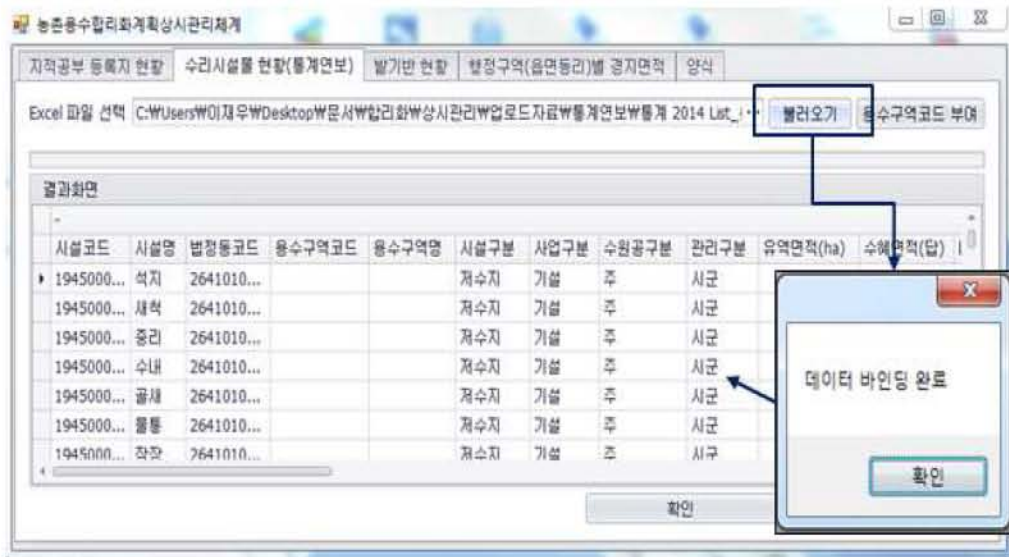 농촌용수합리화계획상시관리체계
지적공부 등록지 현황 수리시설물 현황(통계연보) 밭기반 현황 행정구역(읍면동리)별 경지면적 양식
Excel 파일 선택 C:\Users\이재우\Desktop\문서\합리화\상시관리\업로드자료\통계연보\통계 2014 List_ ... 불러오기 용수구역코드 부여
결과화면
시설코드 시설명 법정동코드 용수구역코드 용수구역명 시설구분 사업구분 수원공구분 관리구분 유역면적(ha) 수혜면적(답)
1945000... 석지 2641010... 저수지 기설 주 시군
1945000... 새척 2641010... 저수지 기설 주 시군
1945000... 중리 2641010... 저수지 기설 주 시군
1945000... 수내 2641010... 저수지 기설 주 시군
1945000... 골새 2641010... 저수지 기설 주 시군
1945000... 물통 2641010... 저수지 기설 주 시군
1945000... 2641010... 저수지 기설 주 시군
데이터 바인딩 완료
확인
확인